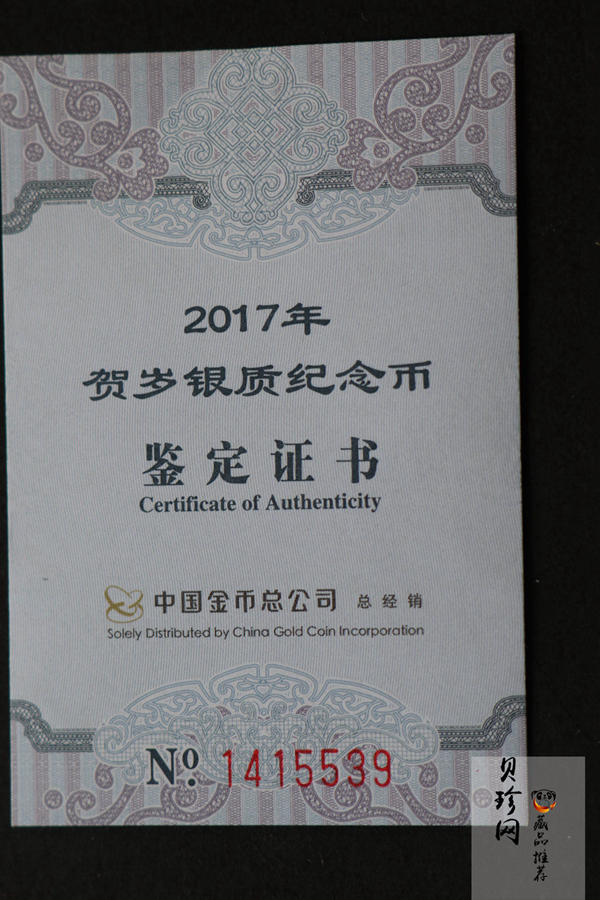 2017年
贺岁银质纪念币
鉴定证书
Certificate of Authenticity
中国金币总公司 总经销
Solely Distributed by China Gold Coin Incorporation
Nº. 1415539
贝珍网
藏品推荐